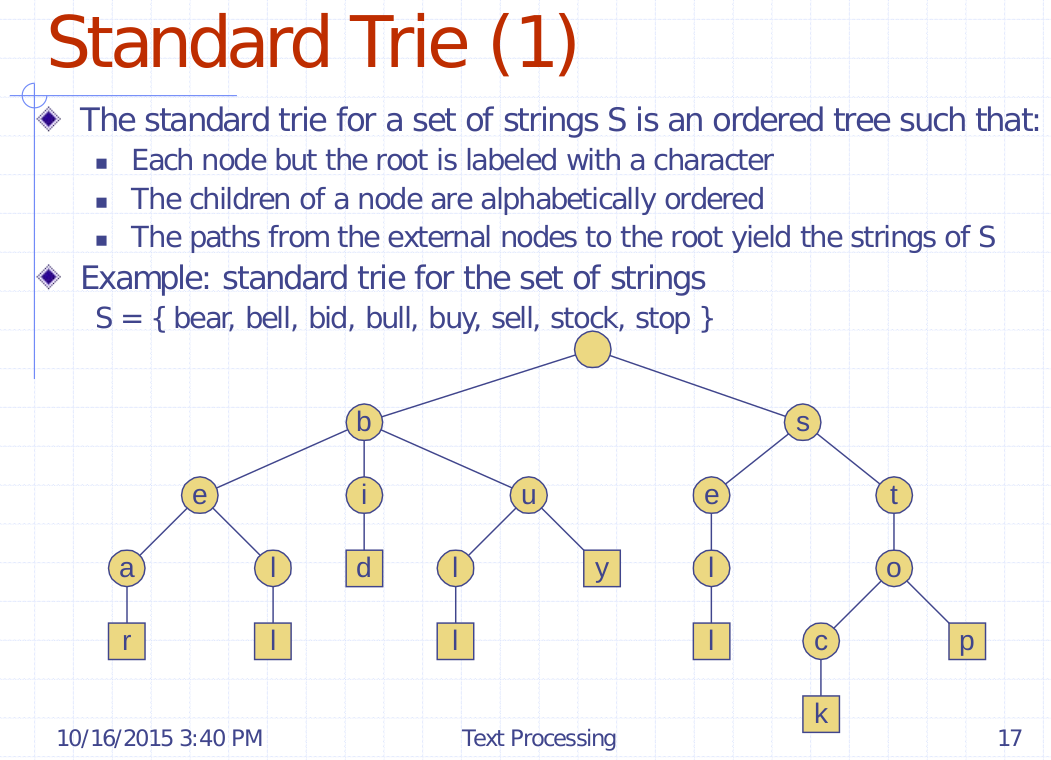 Standard Trie (1)
The standard trie for a set of strings S is an ordered tree such that:
Each node but the root is labeled with a character
The children of a node are alphabetically ordered
The paths from the external nodes to the root yield the strings of S
Example: standard trie for the set of strings
S = { bear, bell, bid, bull, buy, sell, stock, stop }
b s
e i u e t
a l d l y l o
r l l l c p
k
10/16/2015 3:40 PM Text Processing 17